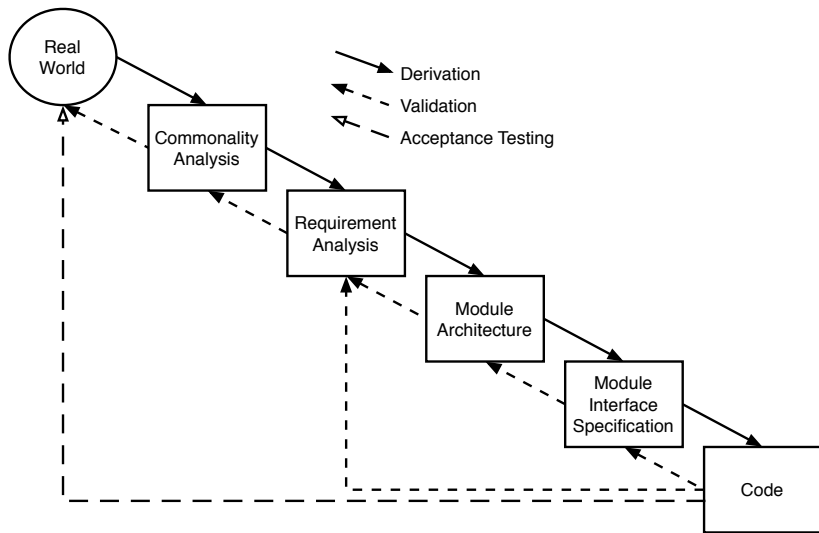 Real
World
Derivation
Validation
Acceptance Testing
Commonality
Analysis
Requirement
Analysis
Module
Architecture
Module
Interface
Specification
Code